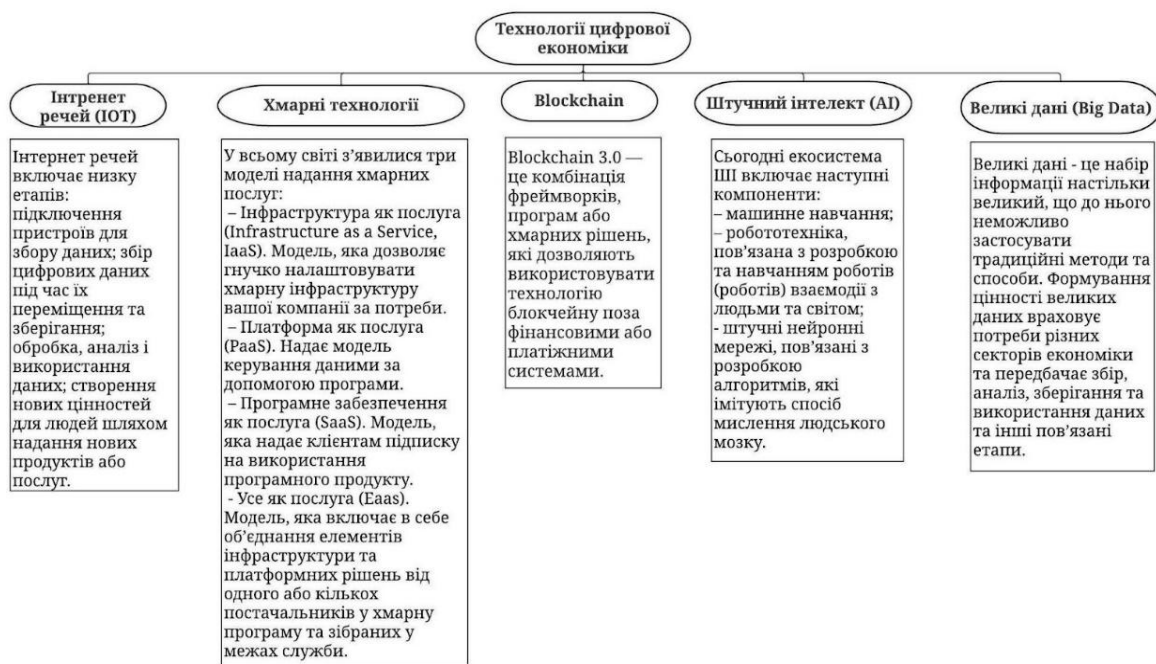 Технології цифрової
економіки
Інтренет
речей (IOT)
Інтернет речей
включає низку
етапів:
підключення
пристроїв для
збору даних; збір
цифрових даних
під час їх
переміщення та
зберігання;
обробка, аналіз і
використання
даних; створення
нових цінностей
для людей шляхом
надання нових
продуктів або
послуг.
Хмарні технології
У всьому світі з’явилися три
моделі надання хмарних
послуг:
– Інфраструктура як послуга
(Infrastructure as a Service,
IaaS). Модель, яка дозволяє
гнучко налаштовувати
хмарну інфраструктуру
вашої компанії за потреби.
– Платформа як послуга
(PaaS). Надає модель
керування даними за
допомогою програми.
– Програмне забезпечення
як послуга (SaaS). Модель,
яка надає клієнтам підписку
на використання
програмного продукту.
- Усе як послуга (Eaas).
Модель, яка включає в себе
об’єднання елементів
інфраструктури та
платформних рішень від
одного або кількох
постачальників у хмарну
програму та зібраних у
межах служби.
Blockchain
Blockchain 3.0 —
це комбінація
фреймворків,
програм або
хмарних рішень,
які дозволяють
використовувати
технологію
блокчейну поза
фінансовими або
платіжними
системами.
Штучний інтелект (AI)
Сьогодні екосистема
ШІ включає наступні
компоненти:
– машинне навчання;
– робототехніка,
пов’язана з розробкою
та навчанням роботів
(роботів) взаємодії з
людьми та світом;
- штучні нейронні
мережі, пов’язані з
розробкою
алгоритмів, які
імітують спосіб
мислення людського
мозку.
Великі дані (Big Data)
Великі дані - це набір
інформації настільки
великий, що до нього
неможливо
застосувати
традиційні методи та
способи. Формування
цінності великих
даних враховує
потреби різних
секторів економіки
та передбачає збір,
аналіз, зберігання та
використання даних
та інші пов’язані
етапи.